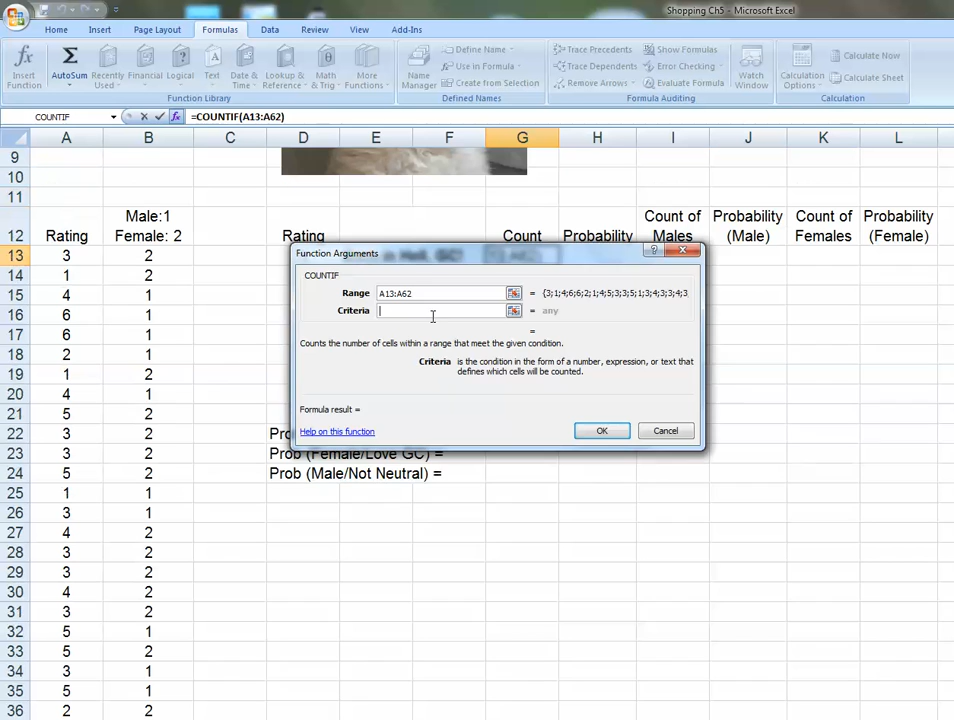 Shopping Ch5 - Microsoft Excel
Home Insert Page Layout Formulas Data Review View Add-Ins
fx Insert Function
Σ AutoSum
Recently Used
Financial
Logical
Text
Date & Time
Lookup & Reference
Math & Trig
More Functions
Function Library
Name Manager
Define Name
Use in Formula
Create from Selection
Defined Names
Trace Precedents
Trace Dependents
Remove Arrows
Show Formulas
Error Checking
Evaluate Formula
Watch Window
Formula Auditing
Calculation Options
Calculate Now
Calculate Sheet
Calculation
COUNTIF fx =COUNTIF(A13:A62)
A B C D E F G H I J K L
9
10
11
12 Rating Male:1 Female: 2 Rating Count Probability Count of Males Probability (Male) Count of Females Probability (Female)
13 3 2
14 1 2
15 4 1
16 6 1
17 6 1
18 2 1
19 1 2
20 4 1
21 5 2
22 3 2
23 3 2 Prob (Female/Love GC) =
24 5 2 Prob (Male/Not Neutral) =
25 1 1
26 3 1
27 4 2
28 3 2
29 3 2
30 4 2
31 3 2
32 5 1
33 5 2
34 3 1
35 5 1
36 2 2
Function Arguments
COUNTIF
Range A13:A62 = {3;1;4;6;6;2;1;4;5;3;3;5;1;3;4;3;3;4;3
Criteria = any
=
Counts the number of cells within a range that meet the given condition.
Criteria is the condition in the form of a number, expression, or text that
defines which cells will be counted.
Formula result =
Help on this function
OK Cancel